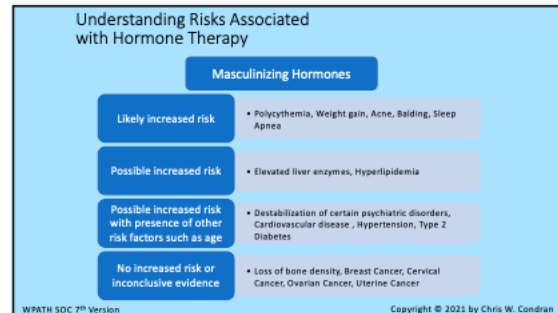 Understanding Risks Associated
with Hormone Therapy
Masculinizing Hormones
Likely increased risk
• Polycythemia, Weight gain, Acne, Balding, Sleep
Apnea
Possible increased risk
• Elevated liver enzymes, Hyperlipidemia
Possible increased risk
with presence of other
risk factors such as age
• Destabilization of certain psychiatric disorders,
Cardiovascular disease , Hypertension, Type 2
Diabetes
No increased risk or
inconclusive evidence
• Loss of bone density, Breast Cancer, Cervical
Cancer, Ovarian Cancer, Uterine Cancer
WPATH SOC 7th Version
Copyright © 2021 by Chris W. Condran